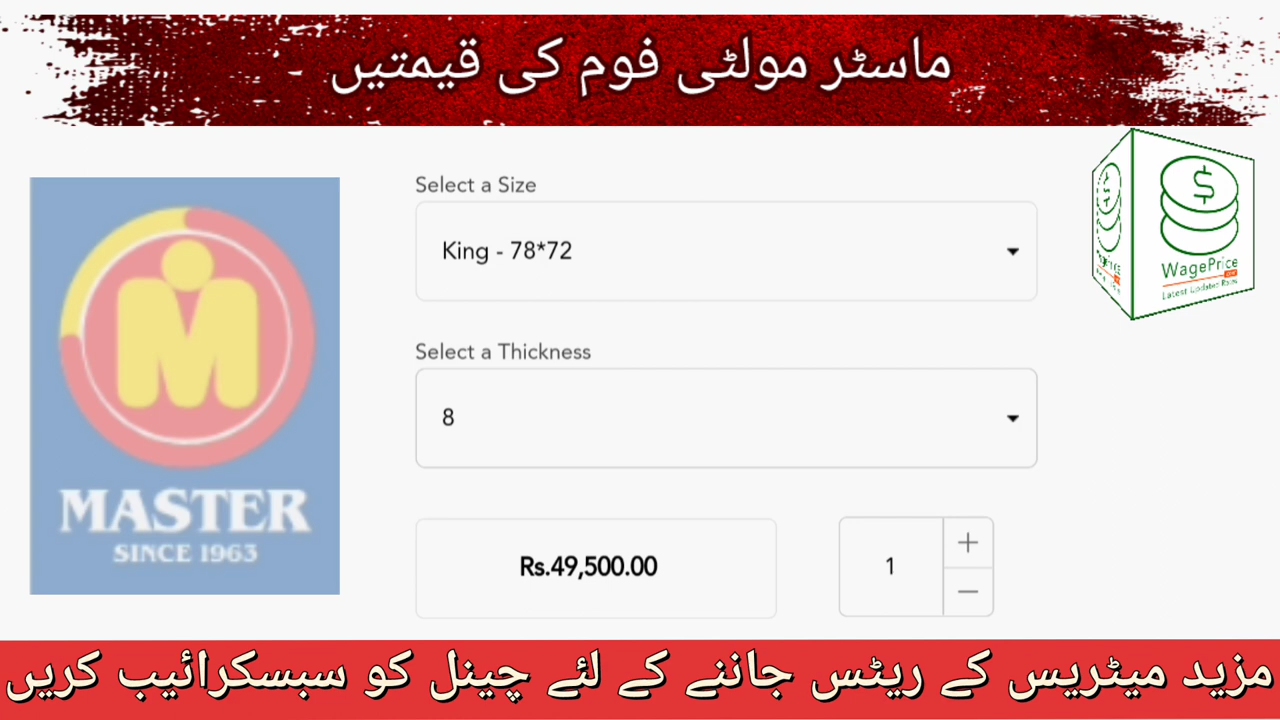 ماسٹر مولٹی فوم کی قیمتیں
Select a Size
King - 78*72
Select a Thickness
8
Rs.49,500.00
1
MASTER
SINCE 1963
$
WagePrice
Latest Updated Rates
مزید میٹریس کے ریٹس جاننے کے لئے چینل کو سبسکرائیب کریں